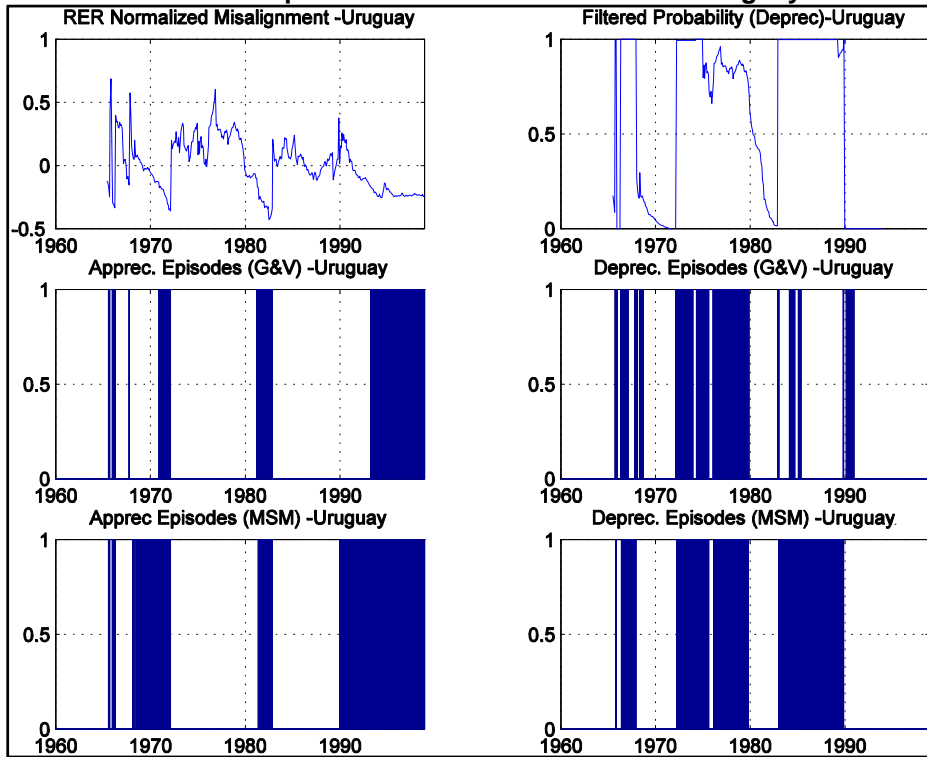 RER Normalized Misalignment -Uruguay
1
0.5
0
-0.5
1960 1970 1980 1990
Filtered Probability (Deprec)-Uruguay
1
0.5
0
1960 1970 1980 1990
Apprec. Episodes (G&V) -Uruguay
1
0.5
0
1960 1970 1980 1990
Deprec. Episodes (G&V) -Uruguay
1
0.5
0
1960 1970 1980 1990
Apprec Episodes (MSM) -Uruguay
1
0.5
0
1960 1970 1980 1990
Deprec. Episodes (MSM) -Uruguay
1
0.5
0
1960 1970 1980 1990